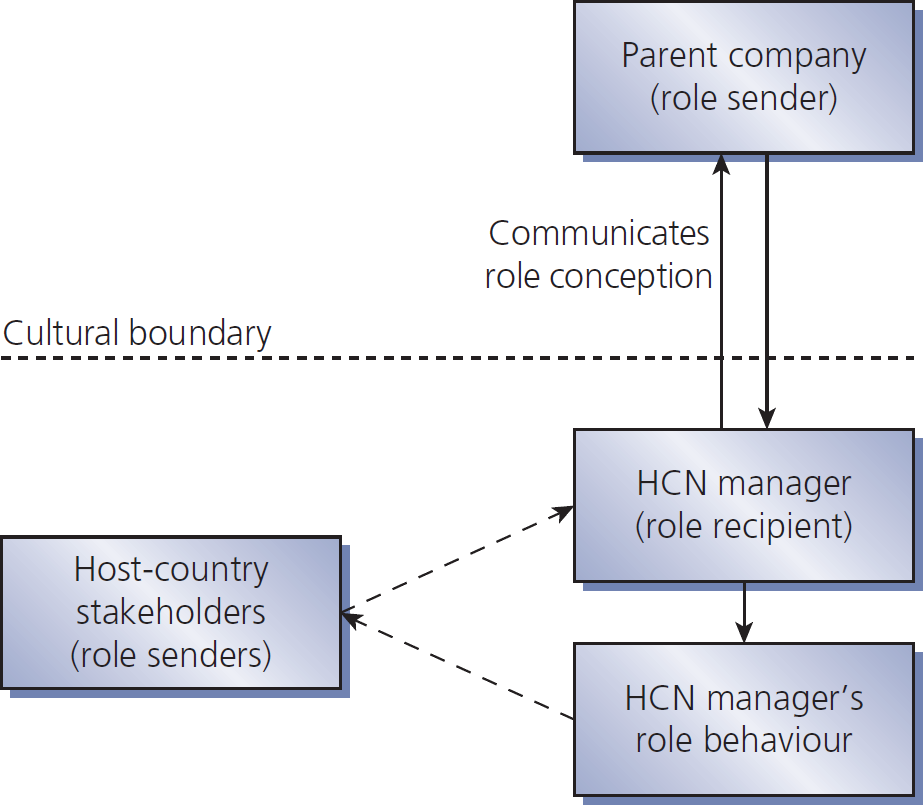 Parent company
(role sender)
Communicates
role conception
Cultural boundary
HCN manager
(role recipient)
Host-country
stakeholders
(role senders)
HCN manager’s
role behaviour